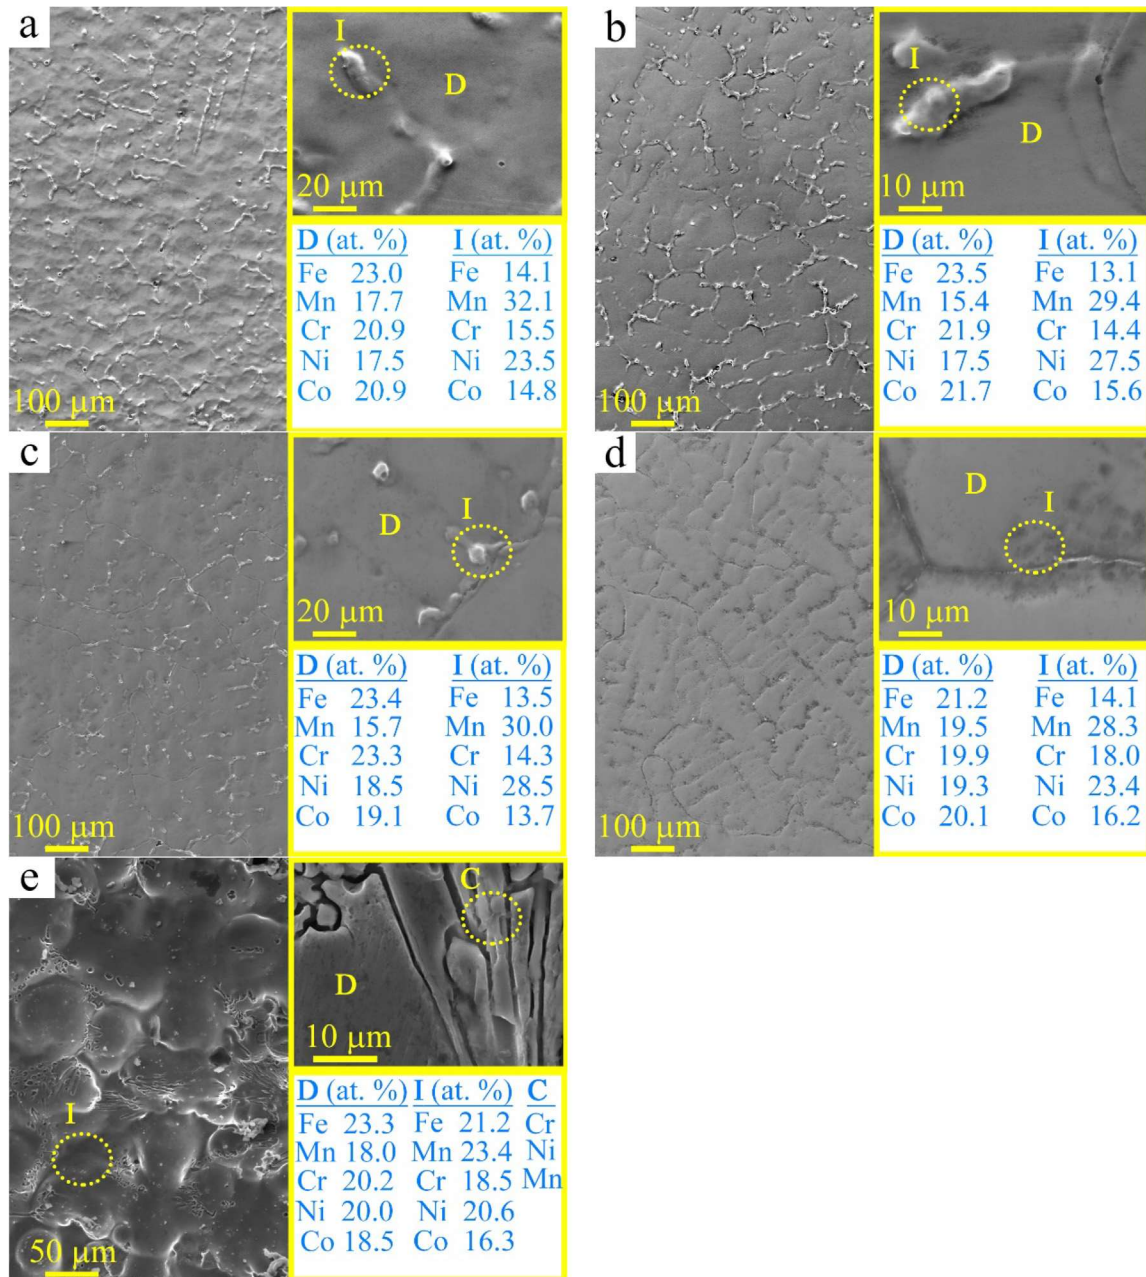 a
I
D
20 µm
100 µm
D (at. %) I (at. %)
Fe 23.0 Fe 14.1
Mn 17.7 Mn 32.1
Cr 20.9 Cr 15.5
Ni 17.5 Ni 23.5
Co 20.9 Co 14.8
b
I
D
10 µm
100 µm
D (at. %) I (at. %)
Fe 23.5 Fe 13.1
Mn 15.4 Mn 29.4
Cr 21.9 Cr 14.4
Ni 17.5 Ni 27.5
Co 21.7 Co 15.6
c
I
D
20 µm
100 µm
D (at. %) I (at. %)
Fe 23.4 Fe 13.5
Mn 15.7 Mn 30.0
Cr 23.3 Cr 14.3
Ni 18.5 Ni 28.5
Co 19.1 Co 13.7
d
D
I
10 µm
100 µm
D (at. %) I (at. %)
Fe 21.2 Fe 14.1
Mn 19.5 Mn 28.3
Cr 19.9 Cr 18.0
Ni 19.3 Ni 23.4
Co 20.1 Co 16.2
e
C
D
10 µm
I
50 µm
D (at. %) I (at. %) C
Fe 23.3 Fe 21.2 Cr
Mn 18.0 Mn 23.4 Ni
Cr 20.2 Cr 18.5 Mn
Ni 20.0 Ni 20.6
Co 18.5 Co 16.3